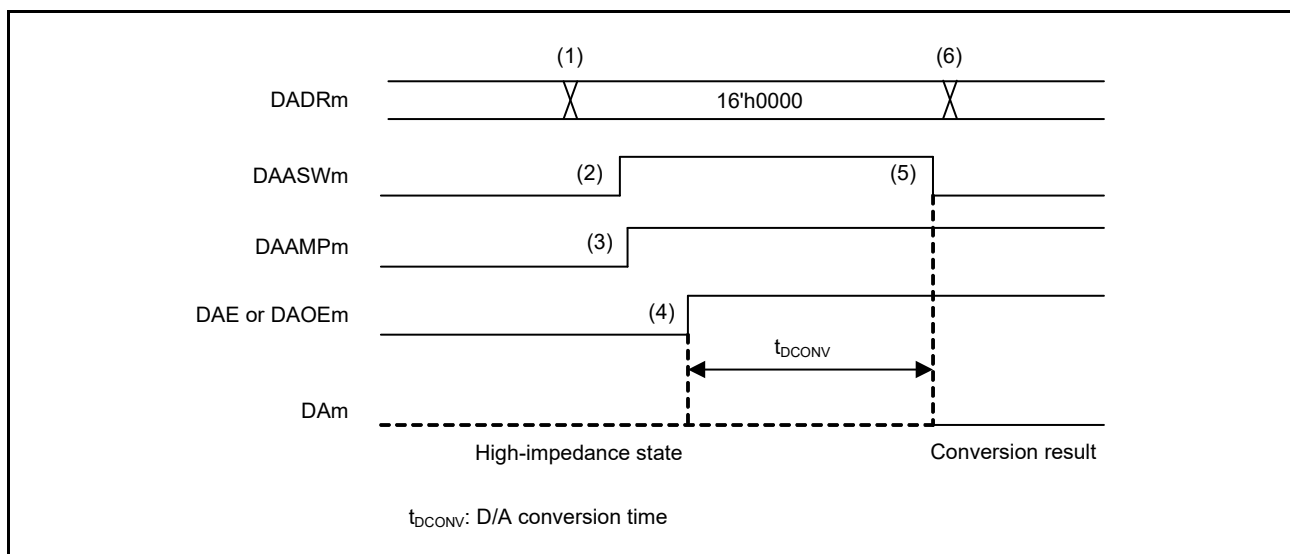 (1) (6)
DADRm 16'h0000
DAASWm (2) (5)
DAAMPm (3)
DAE or DAOEm (4)
tDCONV
DAm
High-impedance state Conversion result
tDCONV: D/A conversion time